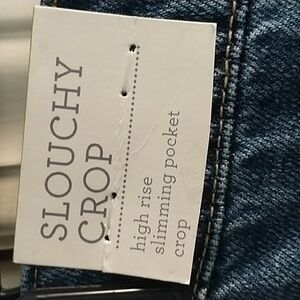 SLOUCHY
CROP
high rise
slimming pocket
crop